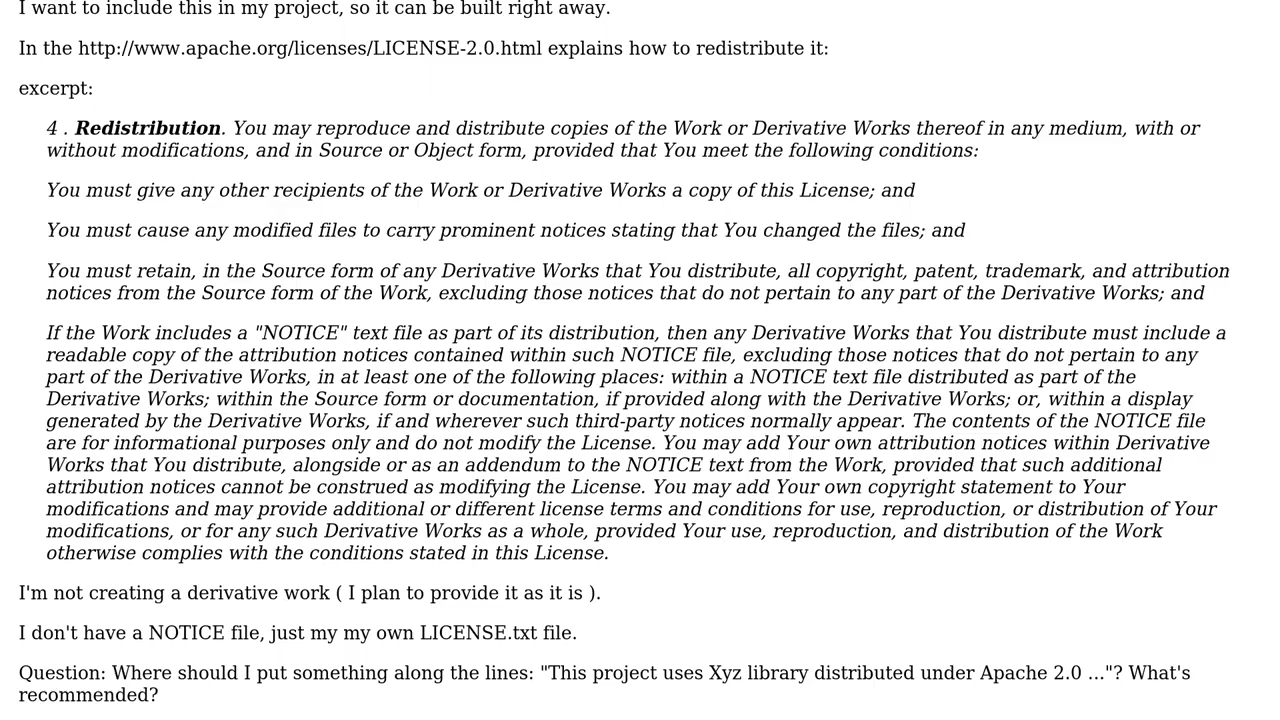 I want to include this in my project, so it can be built right away.
In the http://www.apache.org/licenses/LICENSE-2.0.html explains how to redistribute it:
excerpt:
4 . Redistribution. You may reproduce and distribute copies of the Work or Derivative Works thereof in any medium, with or
without modifications, and in Source or Object form, provided that You meet the following conditions:
You must give any other recipients of the Work or Derivative Works a copy of this License; and
You must cause any modified files to carry prominent notices stating that You changed the files; and
You must retain, in the Source form of any Derivative Works that You distribute, all copyright, patent, trademark, and attribution
notices from the Source form of the Work, excluding those notices that do not pertain to any part of the Derivative Works; and
If the Work includes a "NOTICE" text file as part of its distribution, then any Derivative Works that You distribute must include a
readable copy of the attribution notices contained within such NOTICE file, excluding those notices that do not pertain to any
part of the Derivative Works, in at least one of the following places: within a NOTICE text file distributed as part of the
Derivative Works; within the Source form or documentation, if provided along with the Derivative Works; or, within a display
generated by the Derivative Works, if and wherever such third-party notices normally appear. The contents of the NOTICE file
are for informational purposes only and do not modify the License. You may add Your own attribution notices within Derivative
Works that You distribute, alongside or as an addendum to the NOTICE text from the Work, provided that such additional
attribution notices cannot be construed as modifying the License. You may add Your own copyright statement to Your
modifications and may provide additional or different license terms and conditions for use, reproduction, or distribution of Your
modifications, or for any such Derivative Works as a whole, provided Your use, reproduction, and distribution of the Work
otherwise complies with the conditions stated in this License.
I'm not creating a derivative work ( I plan to provide it as it is ).
I don't have a NOTICE file, just my my own LICENSE.txt file.
Question: Where should I put something along the lines: "This project uses Xyz library distributed under Apache 2.0 ..."? What's
recommended?